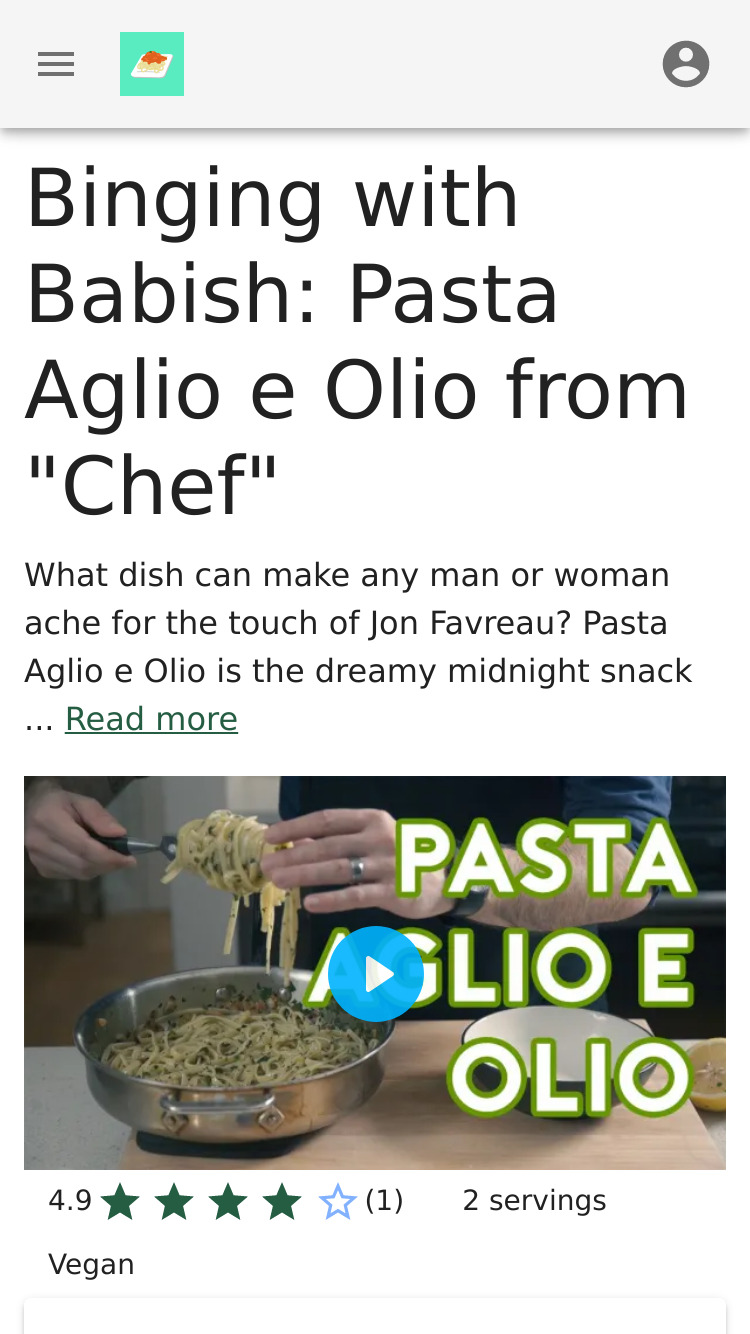 Binging with
Babish: Pasta
Aglio e Olio from
"Chef"
What dish can make any man or woman
ache for the touch of Jon Favreau? Pasta
Aglio e Olio is the dreamy midnight snack
... Read more
PASTA
AGLIO E
OLIO
4.9 (1) 2 servings
Vegan